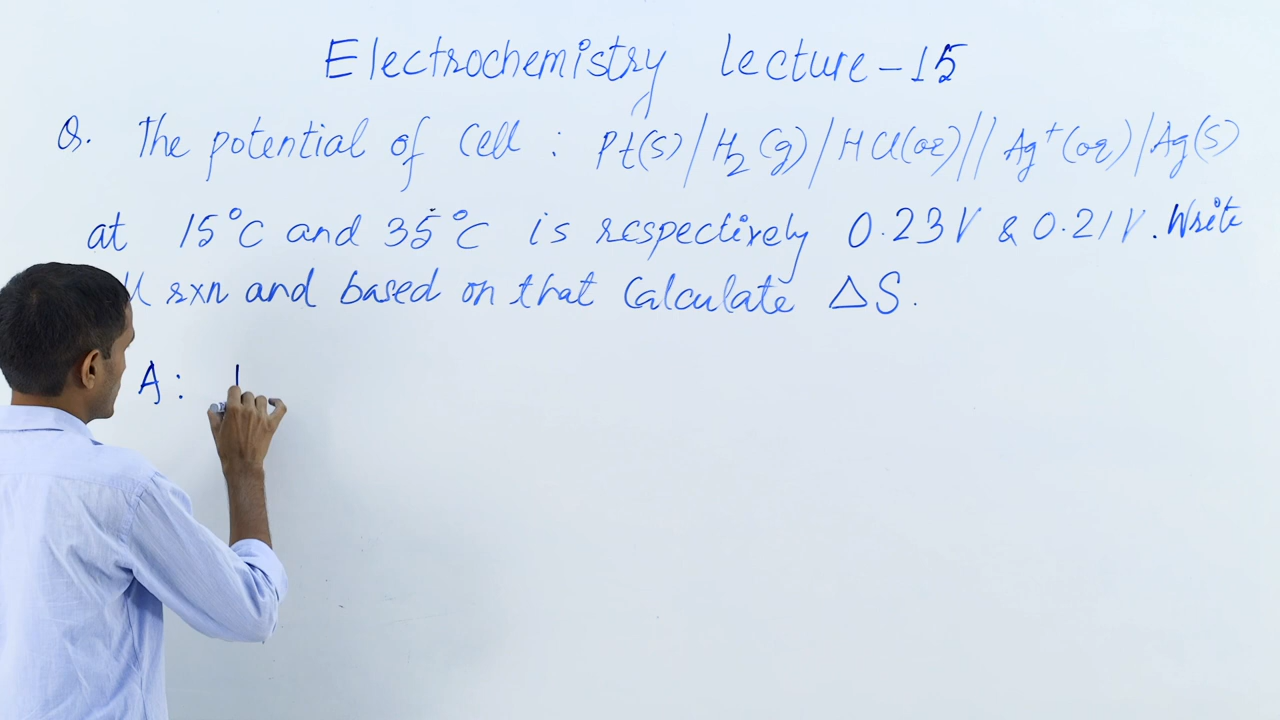 Electrochemistry lecture-15
Q. The potential of cell : Pt(s)/H₂(g)/HCl(aq)//Ag⁺(aq)/Ag(s)
at 15°C and 35°C is respectively 0.23V & 0.21V. Write
rxn and based on that Calculate ΔS.
A: